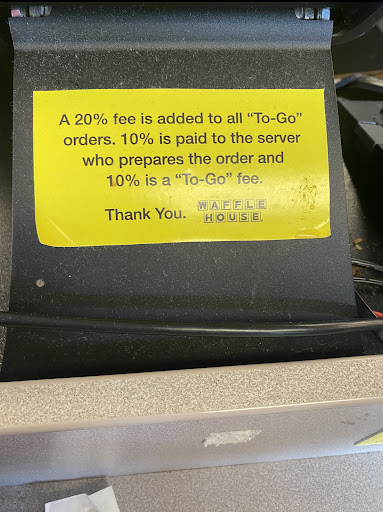 A 20% fee is added to all “To-Go”
orders. 10% is paid to the server
who prepares the order and
10% is a “To-Go” fee.
Thank You. WAFFLE
HOUSE